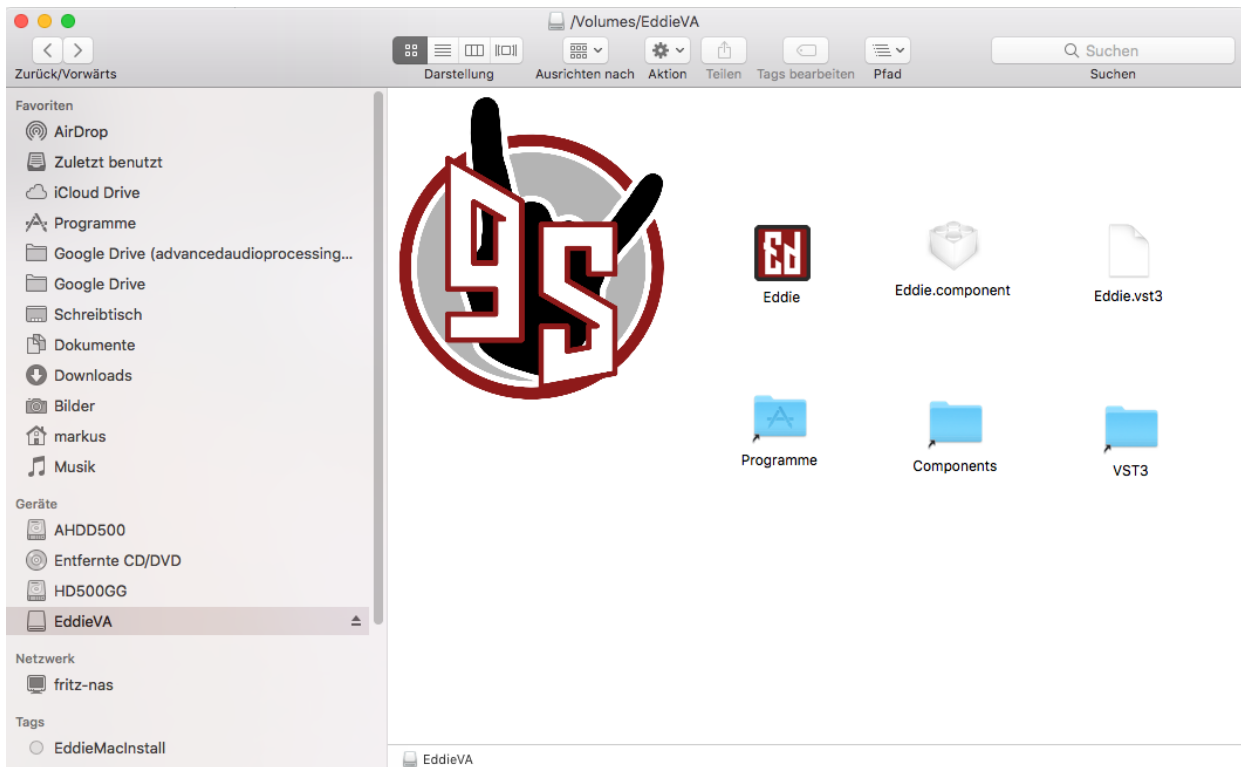 /Volumes/EddieVA
Zurück/Vorwärts
Darstellung
Ausrichten nach
Aktion
Teilen
Tags bearbeiten
Pfad
Suchen
Suchen
Favoriten
AirDrop
Zuletzt benutzt
iCloud Drive
Programme
Google Drive (advancedaudioprocessing...
Google Drive
Schreibtisch
Dokumente
Downloads
Bilder
markus
Musik
Geräte
AHDD500
Entfernte CD/DVD
HD500GG
EddieVA
Netzwerk
fritz-nas
Tags
EddieMacInstall
gs
Ed
Eddie
Eddie.component
Eddie.vst3
Programme
Components
VST3
EddieVA